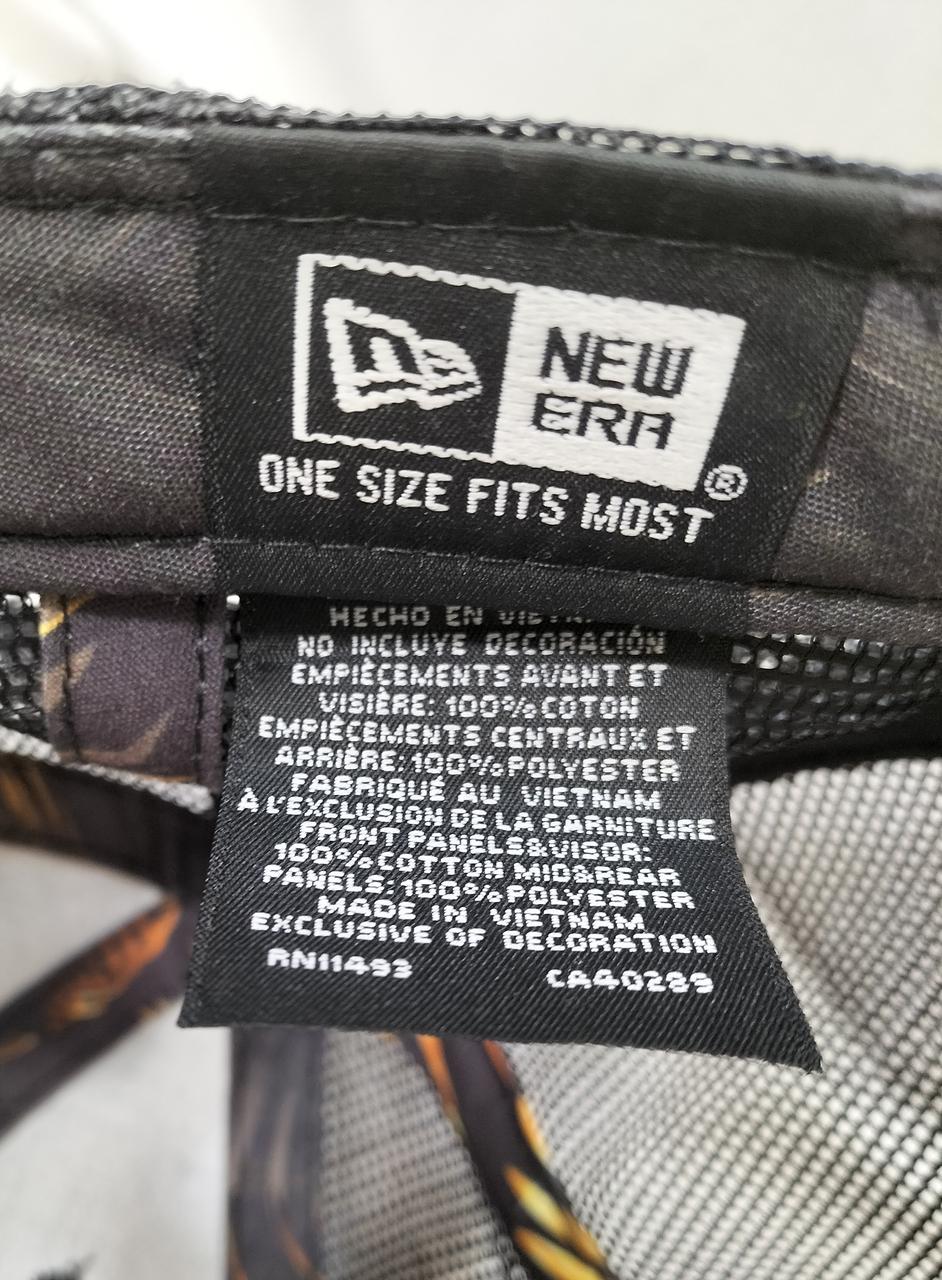 NEW
ERA
®
ONE SIZE FITS MOST
HECHO EN
NO INCLUYE DECORACIÓN
EMPIÈCEMENTS AVANT ET
VISIÈRE: 100% COTON
EMPIÈCEMENTS CENTRAUX ET
ARRIÈRE: 100% POLYESTER
FABRIQUÉ AU VIETNAM
À L'EXCLUSION DE LA GARNITURE
FRONT PANELS&VISOR:
100% COTTON MID&REAR
PANELS: 100% POLYESTER
MADE IN VIETNAM
EXCLUSIVE OF DECORATION
RN11493 CA40289